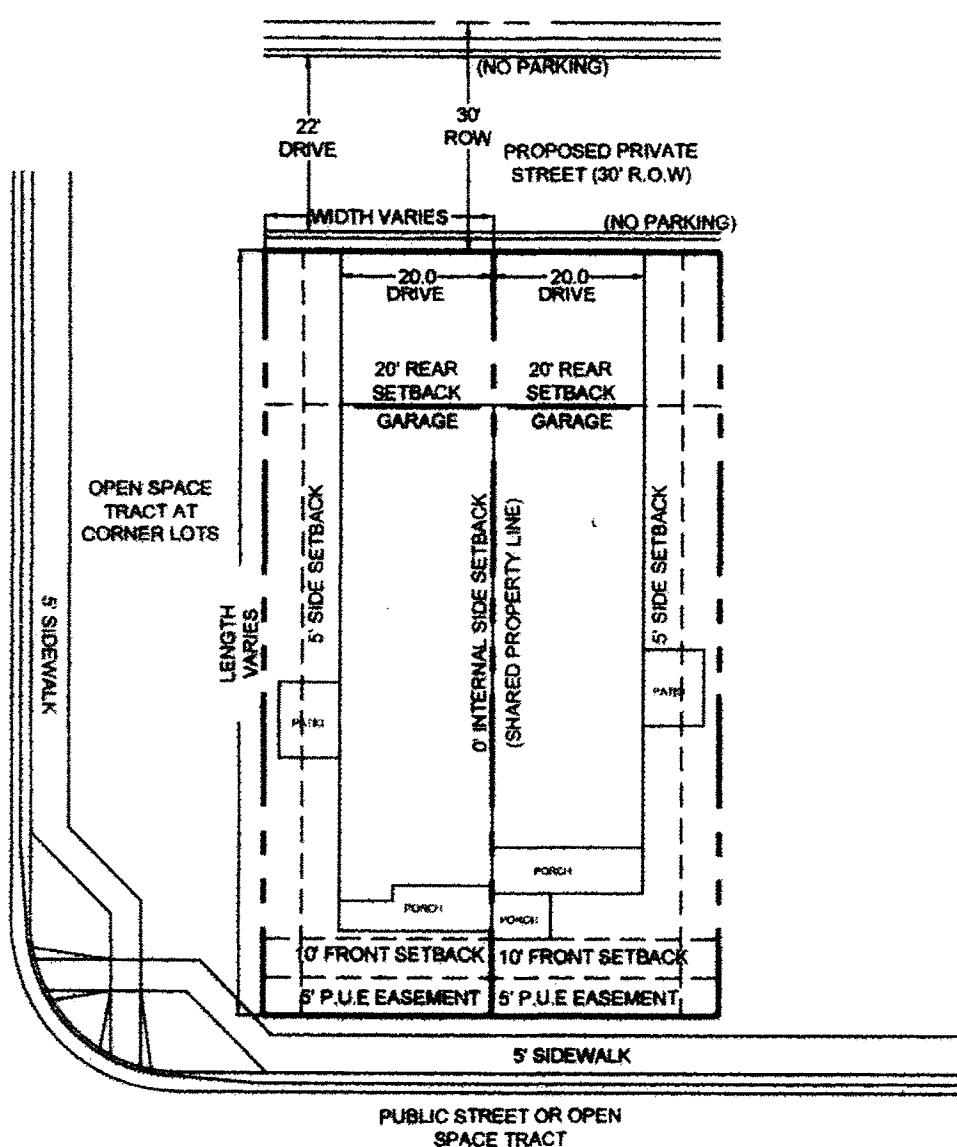 (NO PARKING)
22'
DRIVE
30'
ROW
PROPOSED PRIVATE
STREET (30' R.O.W)
WIDTH VARIES
(NO PARKING)
20.0
DRIVE
20.0
DRIVE
20' REAR
SETBACK
20' REAR
SETBACK
GARAGE
GARAGE
OPEN SPACE
TRACT AT
CORNER LOTS
5' SIDEWALK
LENGTH
VARIES
5' SIDE SETBACK
0' INTERNAL SIDE SETBACK
(SHARED PROPERTY LINE)
5' SIDE SETBACK
PATIO
PATIO
PORCH
PORCH
PORCH
10' FRONT SETBACK
10' FRONT SETBACK
5' P.U.E EASEMENT
5' P.U.E EASEMENT
5' SIDEWALK
PUBLIC STREET OR OPEN
SPACE TRACT